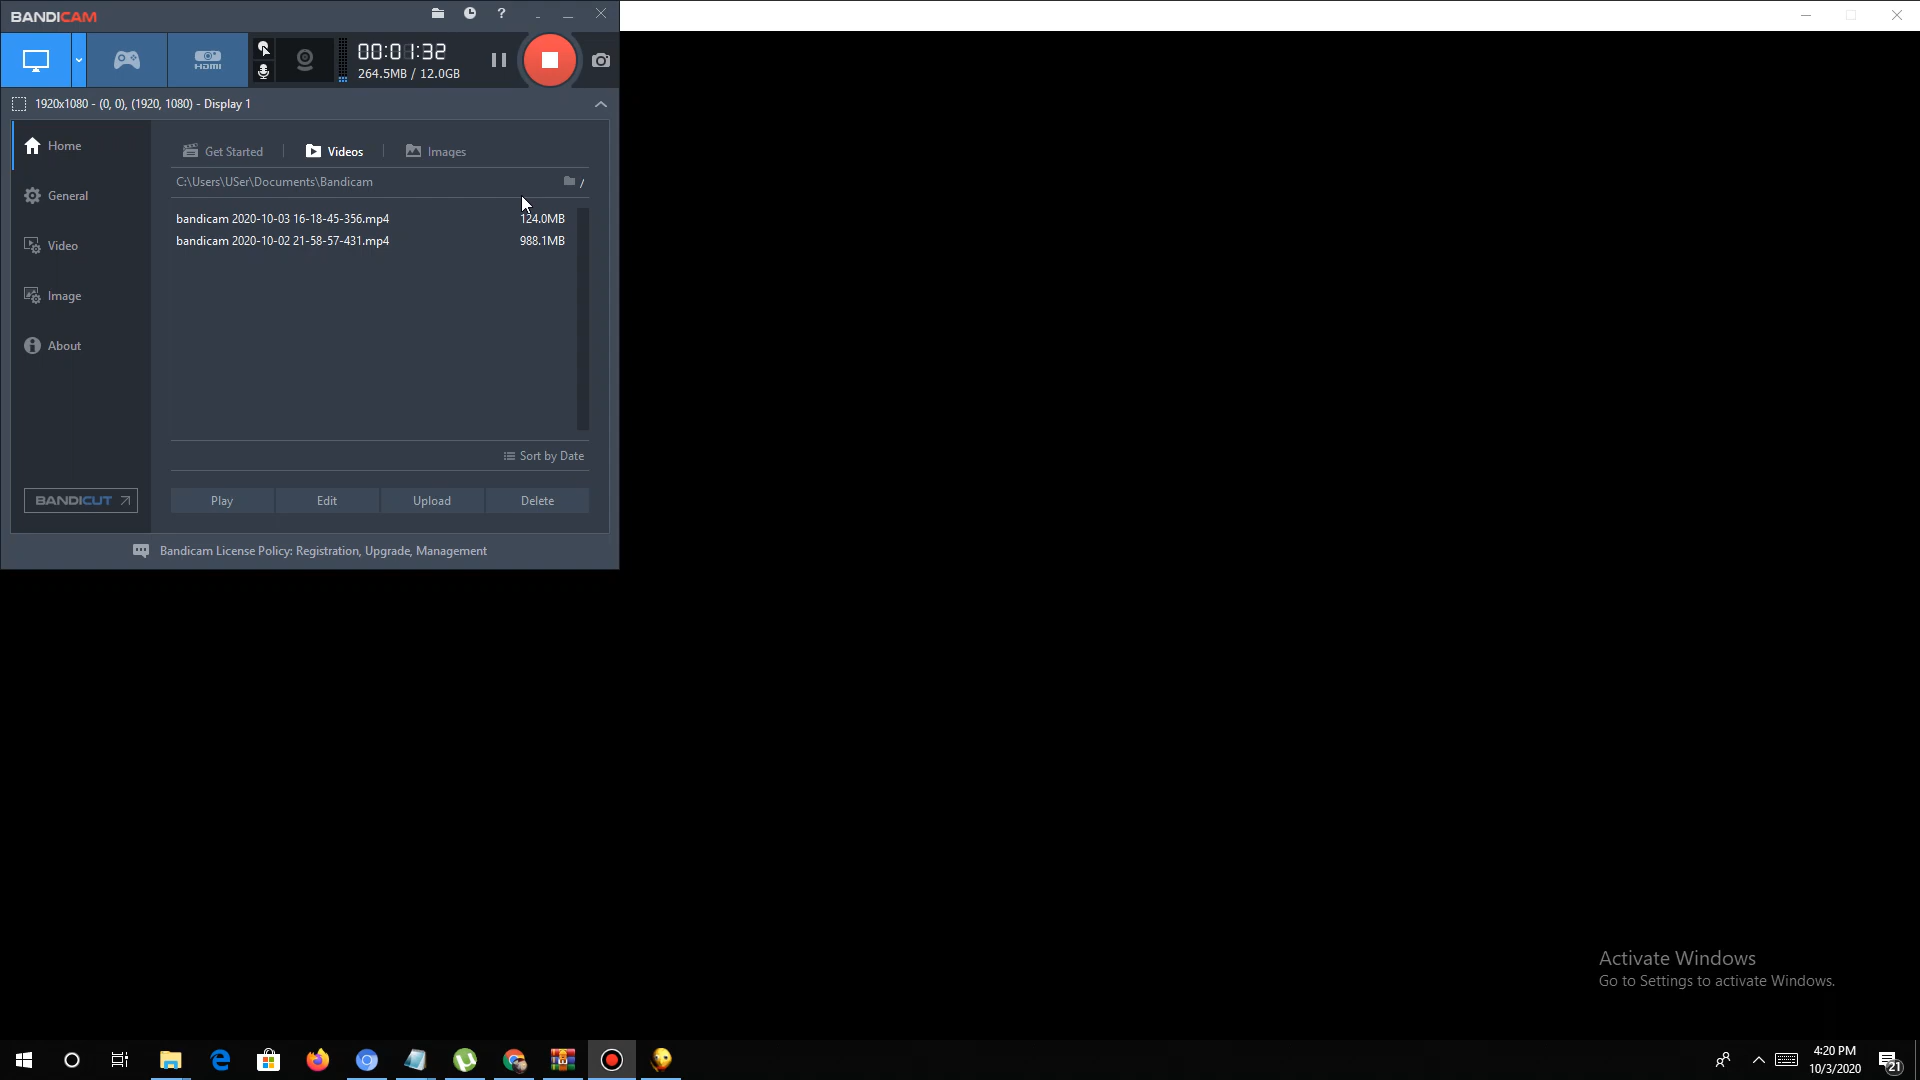 BANDICAM
?
HDMI
00:01:32
264.5MB / 12.0GB
1920x1080 - (0, 0), (1920, 1080) - Display 1
Home
General
Video
Image
About
BANDICUT
Get Started
Videos
Images
C:\Users\USer\Documents\Bandicam
/
bandicam 2020-10-03 16-18-45-356.mp4 124.0MB
bandicam 2020-10-02 21-58-57-431.mp4 988.1MB
Sort by Date
Play Edit Upload Delete
Bandicam License Policy: Registration, Upgrade, Management
Activate Windows
Go to Settings to activate Windows.
4:20 PM
10/3/2020
21